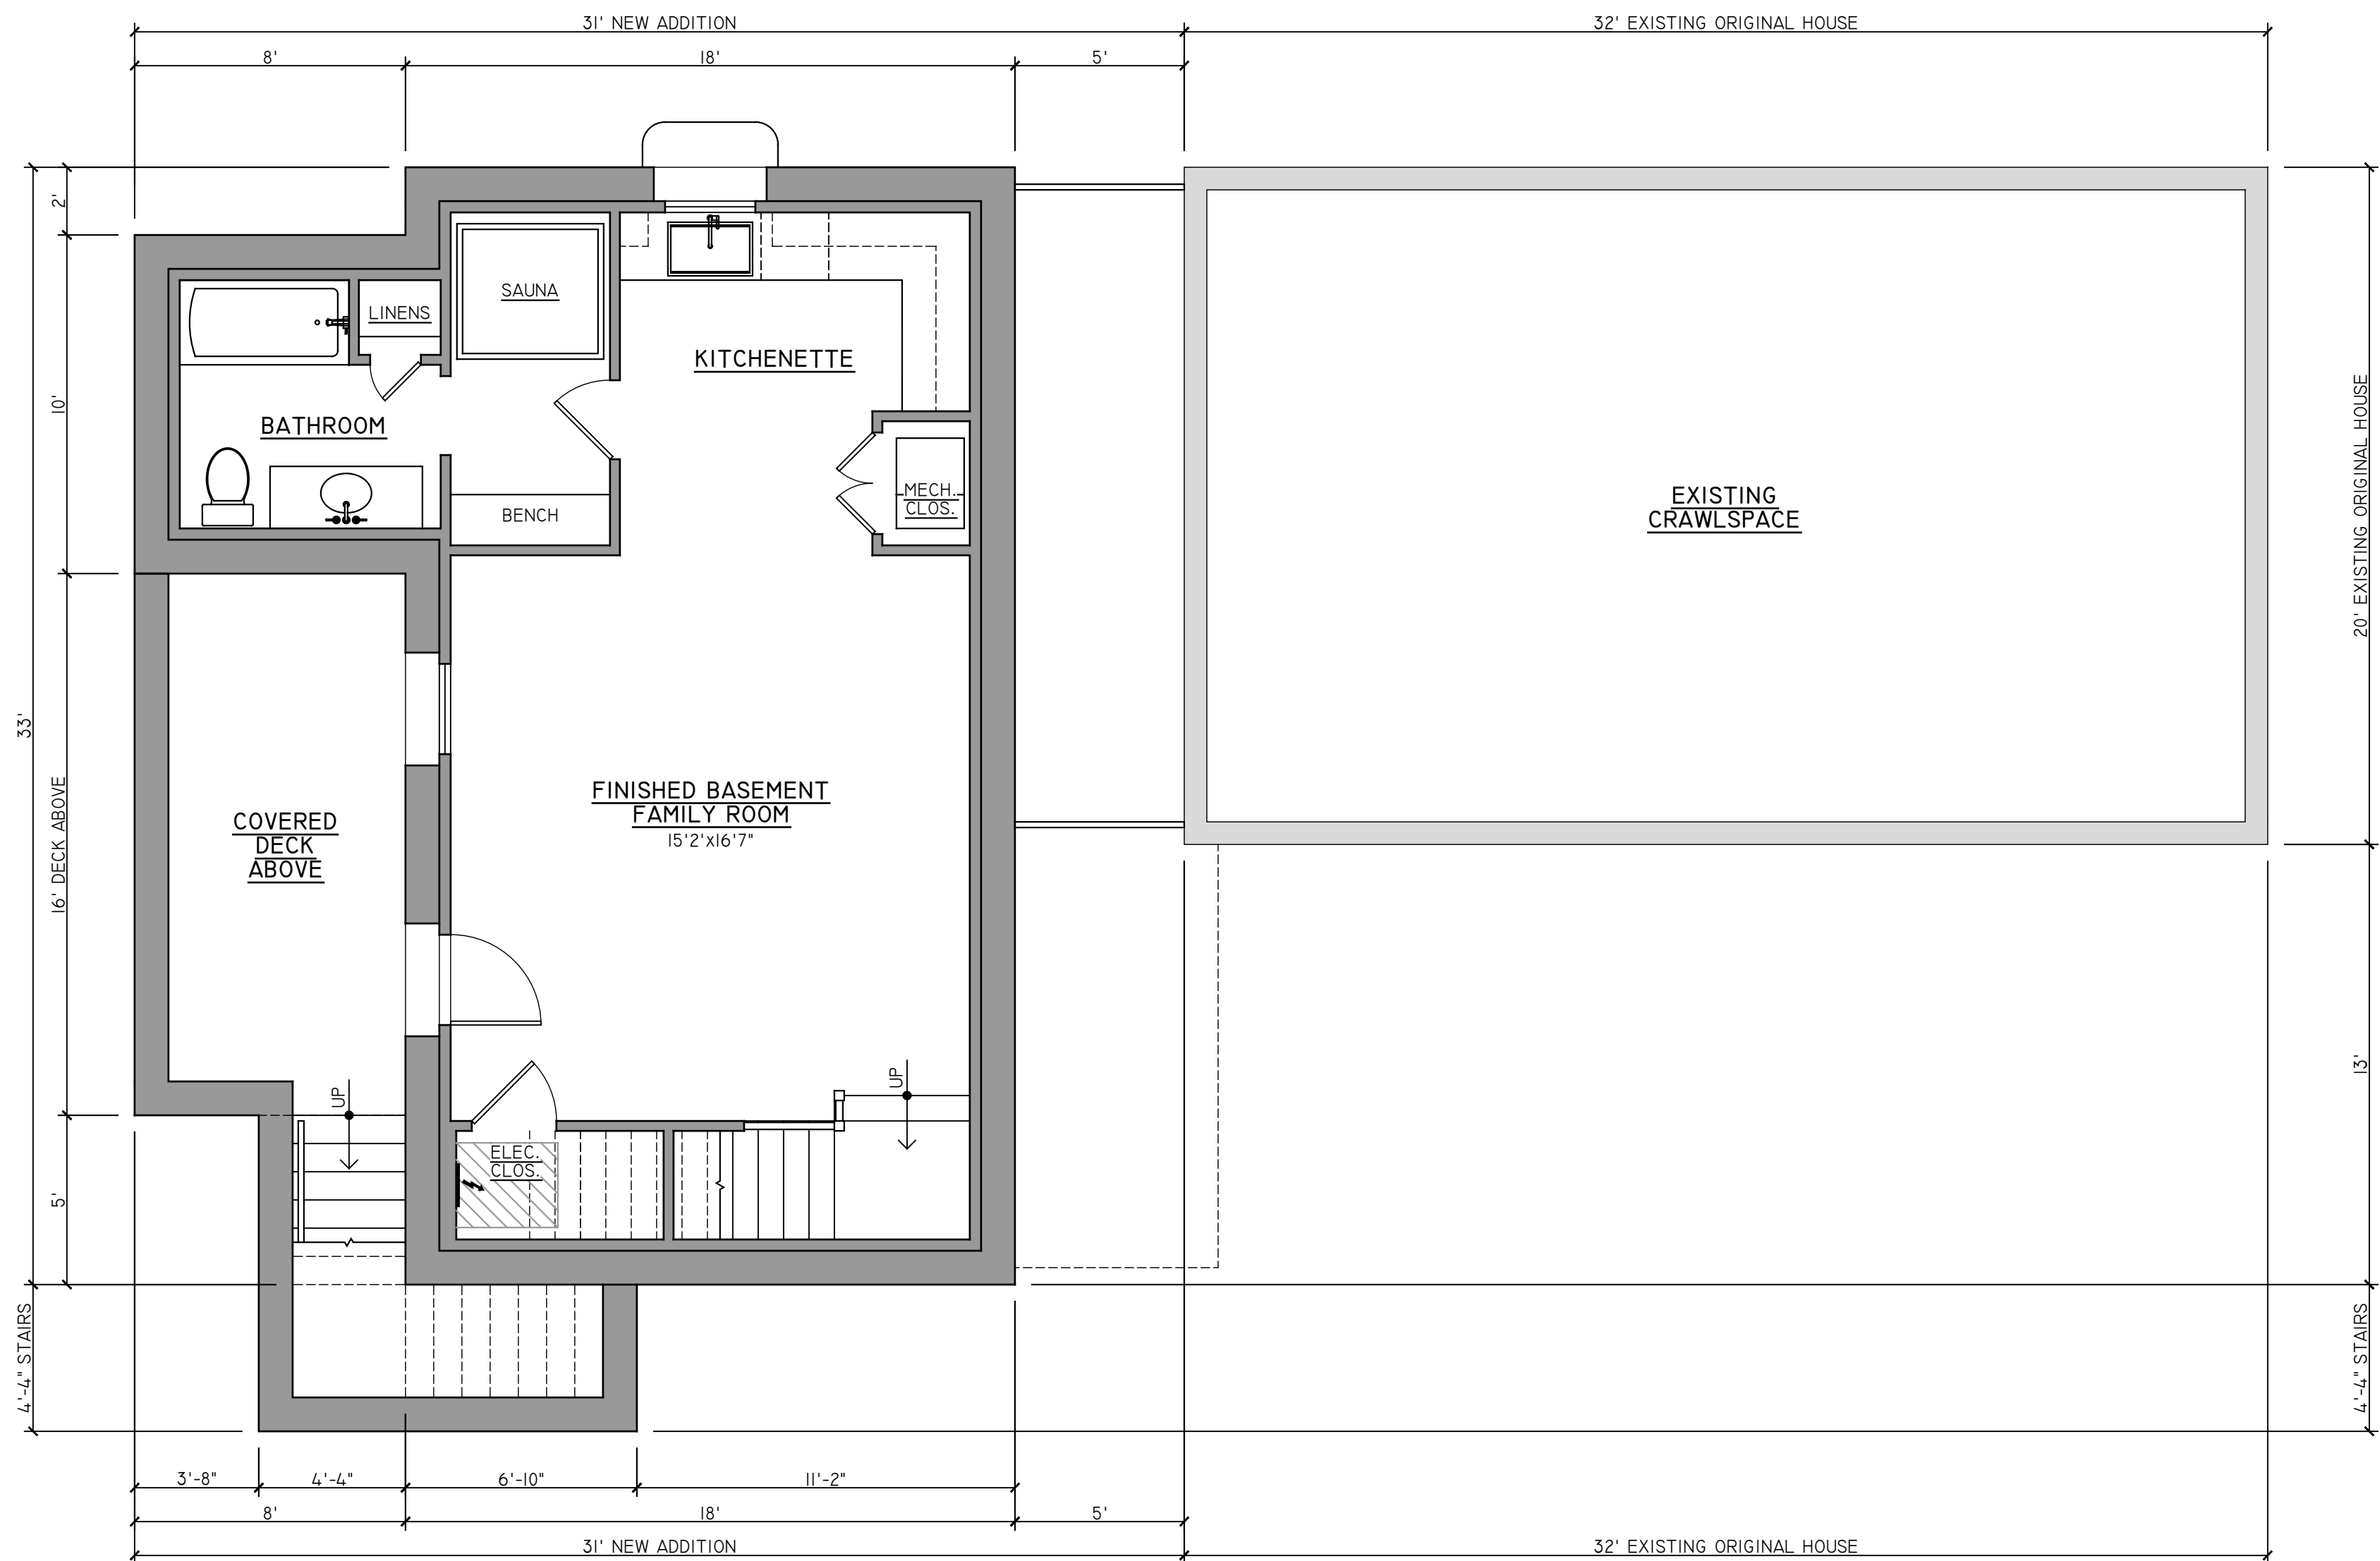 31' NEW ADDITION
32' EXISTING ORIGINAL HOUSE
8'
18'
5'
2'
10'
33'
16' DECK ABOVE
5'
4'-4" STAIRS
SAUNA
LINENS
KITCHENETTE
BATHROOM
MECH.
CLOS.
BENCH
EXISTING
CRAWLSPACE
20' EXISTING ORIGINAL HOUSE
FINISHED BASEMENT
FAMILY ROOM
15'2'x16'7"
COVERED
DECK
ABOVE
UP
UP
ELEC.
CLOS.
13'
4'-4" STAIRS
3'-8"
4'-4"
6'-10"
11'-2"
8'
18'
5'
31' NEW ADDITION
32' EXISTING ORIGINAL HOUSE